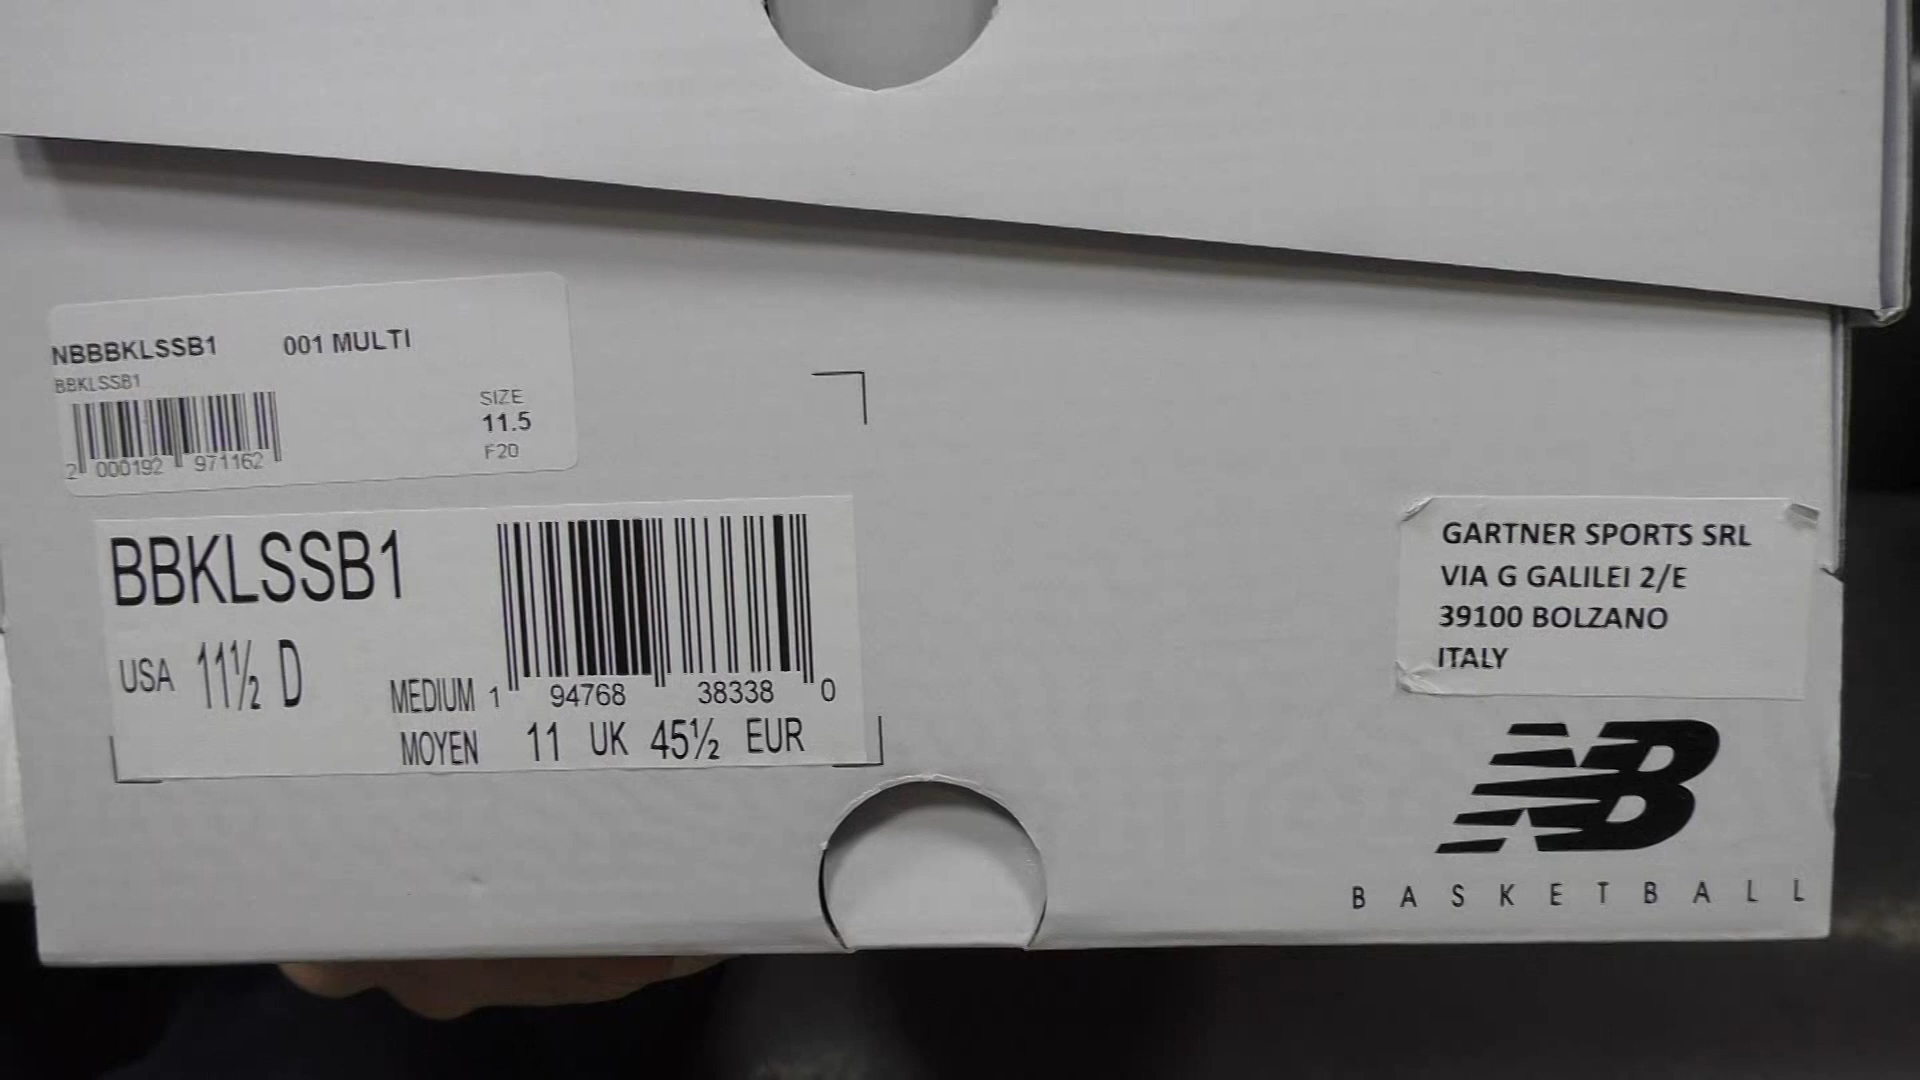 NBBBKLSSB1 001 MULTI
BBKLSSB1
SIZE
11.5
F20
2 000192 971162
BBKLSSB1
USA 11½ D
MEDIUM
MOYEN
1 94768 38338 0
11 UK 45½ EUR
GARTNER SPORTS SRL
VIA G GALILEI 2/E
39100 BOLZANO
ITALY
NB
BASKETBALL